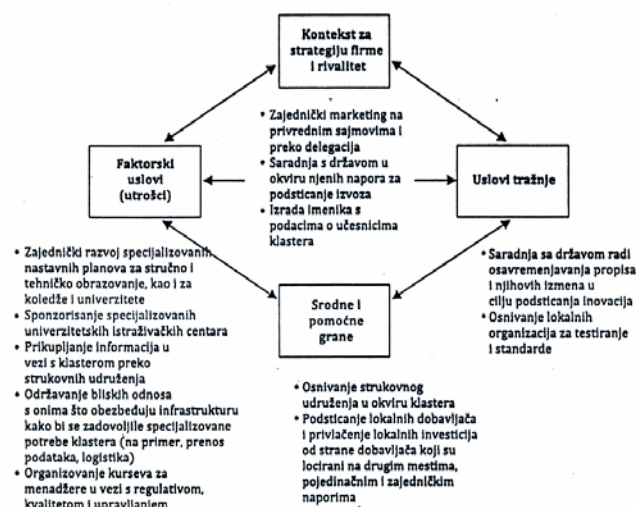 Kontekst za
strategiju firme
i rivalitet
• Zajednički marketing na
privrednim sajmovima i
preko delegacija
• Saradnja s državom u
okviru njenih napora za
podsticanje izvoza
• Izrada imenika s
podacima o učesnicima
klastera
Faktorski
uslovi
(utrošci)
Uslovi tražnje
• Zajednički razvoj specijalizovanih
nastavnih planova za stručno i
tehničko obrazovanje, kao i za
koledže i univerzitete
• Sponzorisanje specijalizovanih
univerzitetskih istraživačkih centara
• Prikupljanje informacija u
vezi s klasterom preko
strukovnih udruženja
• Održavanje bliskih odnosa
s onima što obezbeđuju infrastrukturu
kako bi se zadovoljile specijalizovane
potrebe klastera (na primer, prenos
podataka, logistika)
• Organizovanje kurseva za
menadžere u vezi s regulativom,
kvalitetom i upravljanjem
Srodne i
pomoćne
grane
• Saradnja sa državom radi
osavremenjavanja propisa
i njihovih izmena u
cilju podsticanja inovacija
• Osnivanje lokalnih
organizacija za testiranje
i standarde
• Osnivanje strukovnog
udruženja u okviru klastera
• Podsticanje lokalnih dobavljača
i privlačenje lokalnih investicija
od strane dobavljača koji su
locirani na drugim mestima,
pojedinačnim i zajedničkim
naporima